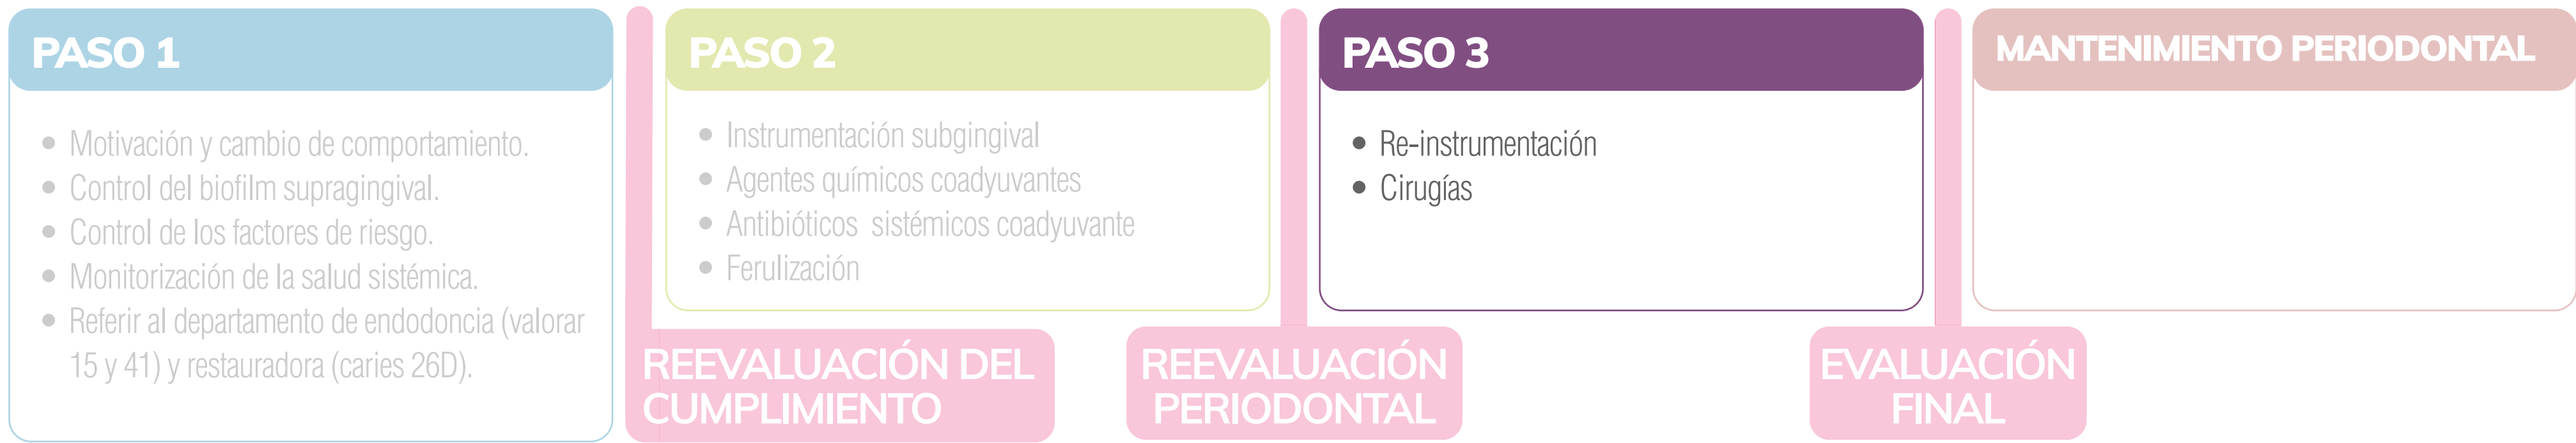 PASO 1
• Motivación y cambio de comportamiento.
• Control del biofilm supragingival.
• Control de los factores de riesgo.
• Monitorización de la salud sistémica.
• Referir al departamento de endodoncia (valorar
15 y 41) y restauradora (caries 26D).
REEVALUACIÓN DEL
CUMPLIMIENTO
PASO 2
• Instrumentación subgingival
• Agentes químicos coadyuvantes
• Antibióticos sistémicos coadyuvante
• Ferulización
REEVALUACIÓN
PERIODONTAL
PASO 3
• Re-instrumentación
• Cirugías
EVALUACIÓN
FINAL
MANTENIMIENTO PERIODONTAL